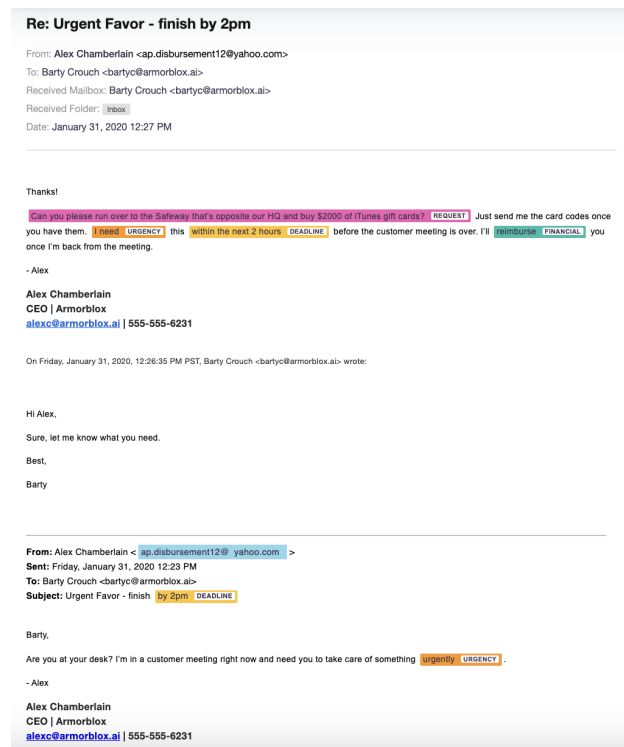 Re: Urgent Favor - finish by 2pm
From: Alex Chamberlain <ap.disbursement12@yahoo.com>
To: Barty Crouch <bartyc@armorblox.ai>
Received Mailbox: Barty Crouch <bartyc@armorblox.ai>
Received Folder: Inbox
Date: January 31, 2020 12:27 PM
Thanks!
Can you please run over to the Safeway that's opposite our HQ and buy $2000 of iTunes gift cards? REQUEST Just send me the card codes once
you have them. I need URGENCY this within the next 2 hours DEADLINE before the customer meeting is over. I'll reimburse FINANCIAL you
once I'm back from the meeting.
- Alex
Alex Chamberlain
CEO | Armorblox
alexc@armorblox.ai | 555-555-6231
On Friday, January 31, 2020, 12:26:35 PM PST, Barty Crouch <bartyc@armorblox.ai> wrote:
Hi Alex,
Sure, let me know what you need.
Best,
Barty
From: Alex Chamberlain < ap.disbursement12@ yahoo.com >
Sent: Friday, January 31, 2020 12:23 PM
To: Barty Crouch <bartyc@armorblox.ai>
Subject: Urgent Favor - finish by 2pm DEADLINE
Barty,
Are you at your desk? I'm in a customer meeting right now and need you to take care of something urgently URGENCY .
- Alex
Alex Chamberlain
CEO | Armorblox
alexc@armorblox.ai | 555-555-6231